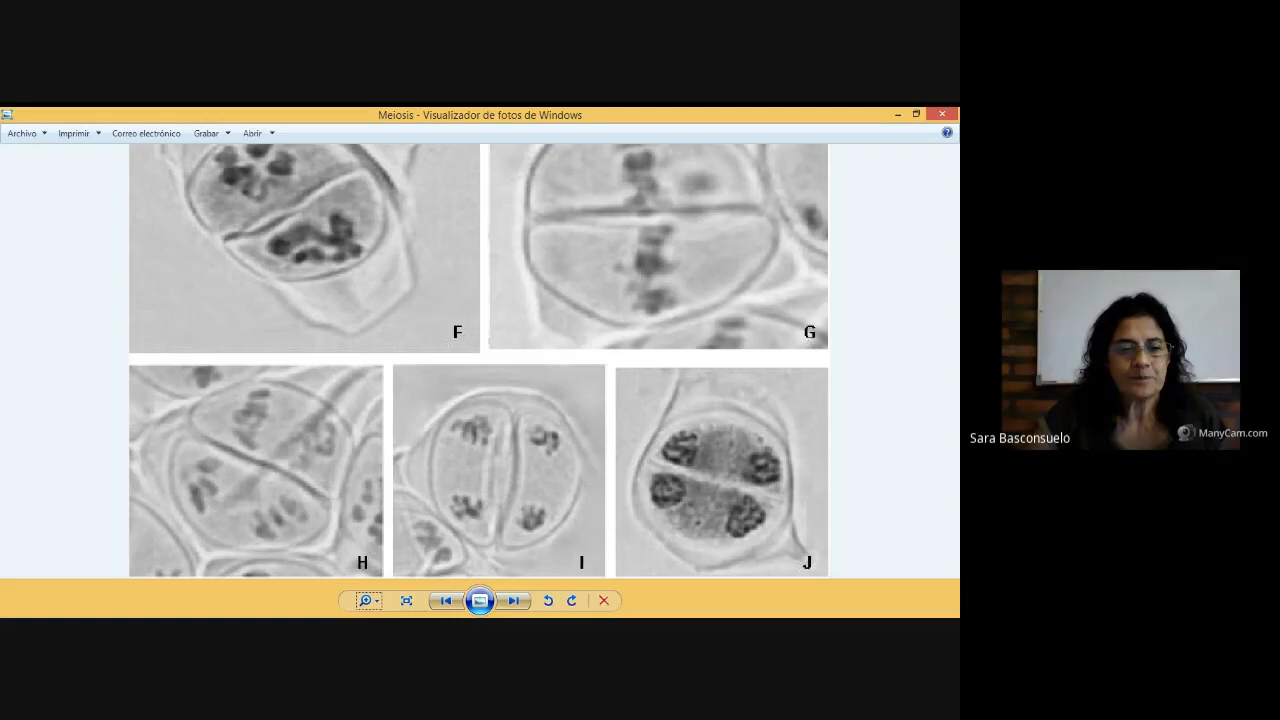 Meiosis - Visualizador de fotos de Windows
Archivo Imprimir Correo electrónico Grabar Abrir
F
G
H
I
J
Sara Basconsuelo
ManyCam.com